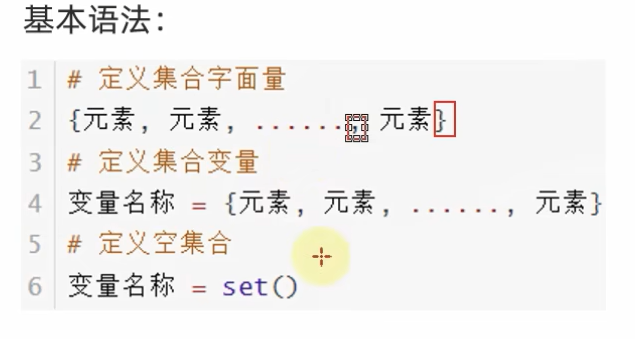 基本语法：
1 # 定义集合字面量
2 {元素, 元素, ......, 元素}
3 # 定义集合变量
4 变量名称 = {元素, 元素, ......, 元素}
5 # 定义空集合
6 变量名称 = set()